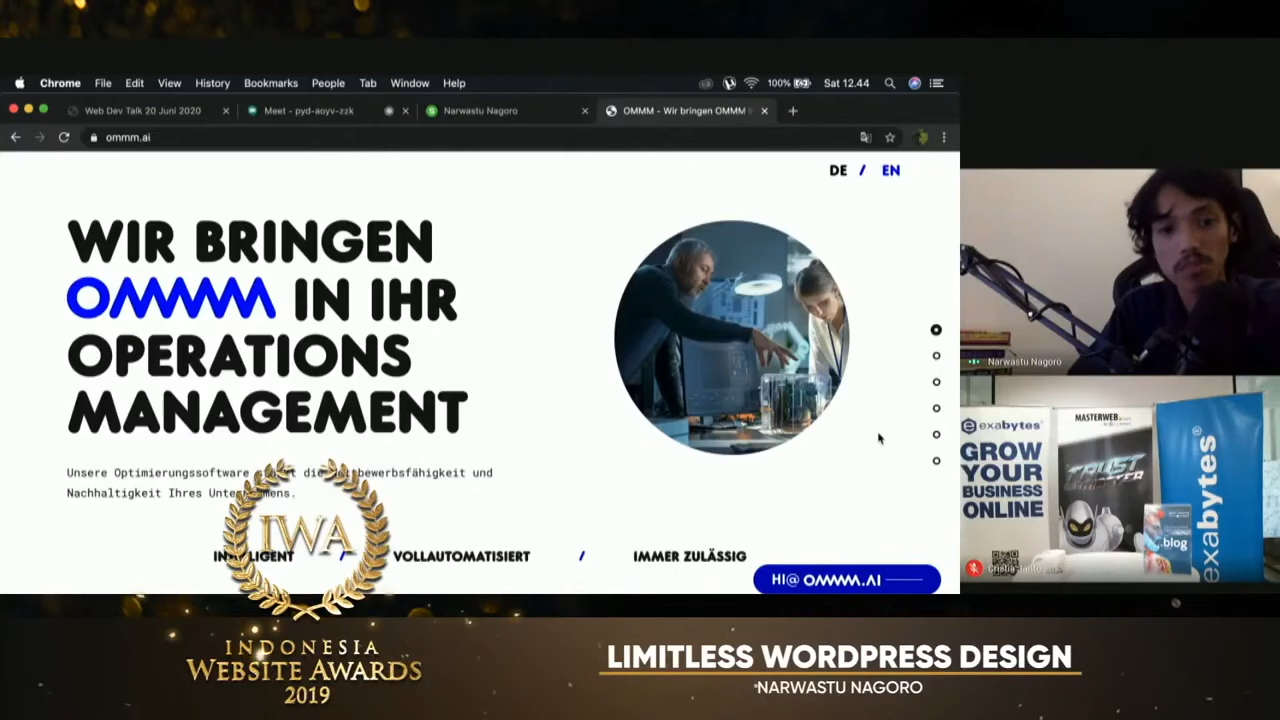 Chrome File Edit View History Bookmarks People Tab Window Help
100% Sat 12.44
Web Dev Talk 20 Juni 2020
Meet - pyd-aoyv-zzk
Narwastu Nagoro
OMMM - Wir bringen OMMM
ommm.ai
DE / EN
WIR BRINGEN
OMMM IN IHR
OPERATIONS
MANAGEMENT
Unsere Optimierungssoftware die und
Nachhaltigkeit Ihres
/ VOLLAUTOMATISIERT / IMMER ZULÄSSIG
HI@ OMMM.AI
Narwastu Nagoro
exabytes
GROW
YOUR
BUSINESS
ONLINE
MASTERWEB
TRUST
.blog
exabytes®
IWA
INDONESIA
WEBSITE AWARDS
2019
LIMITLESS WORDPRESS DESIGN
NARWASTU NAGORO